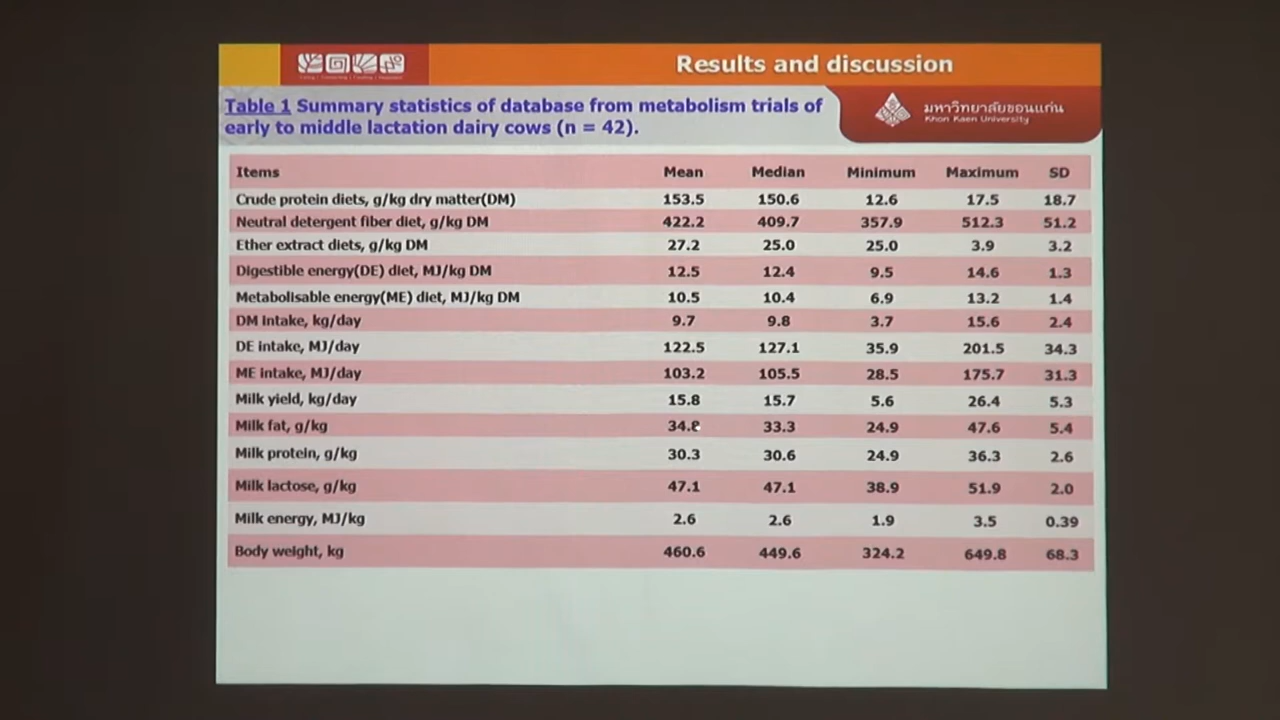 Results and discussion
Table 1 Summary statistics of database from metabolism trials of
early to middle lactation dairy cows (n = 42).
มหาวิทยาลัยขอนแก่น
Khon Kaen University
Items Mean Median Minimum Maximum SD
Crude protein diets, g/kg dry matter(DM) 153.5 150.6 12.6 17.5 18.7
Neutral detergent fiber diet, g/kg DM 422.2 409.7 357.9 512.3 51.2
Ether extract diets, g/kg DM 27.2 25.0 25.0 3.9 3.2
Digestible energy(DE) diet, MJ/kg DM 12.5 12.4 9.5 14.6 1.3
Metabolisable energy(ME) diet, MJ/kg DM 10.5 10.4 6.9 13.2 1.4
DM intake, kg/day 9.7 9.8 3.7 15.6 2.4
DE intake, MJ/day 122.5 127.1 35.9 201.5 34.3
ME intake, MJ/day 103.2 105.5 28.5 175.7 31.3
Milk yield, kg/day 15.8 15.7 5.6 26.4 5.3
Milk fat, g/kg 34.8 33.3 24.9 47.6 5.4
Milk protein, g/kg 30.3 30.6 24.9 36.3 2.6
Milk lactose, g/kg 47.1 47.1 38.9 51.9 2.0
Milk energy, MJ/kg 2.6 2.6 1.9 3.5 0.39
Body weight, kg 460.6 449.6 324.2 649.8 68.3